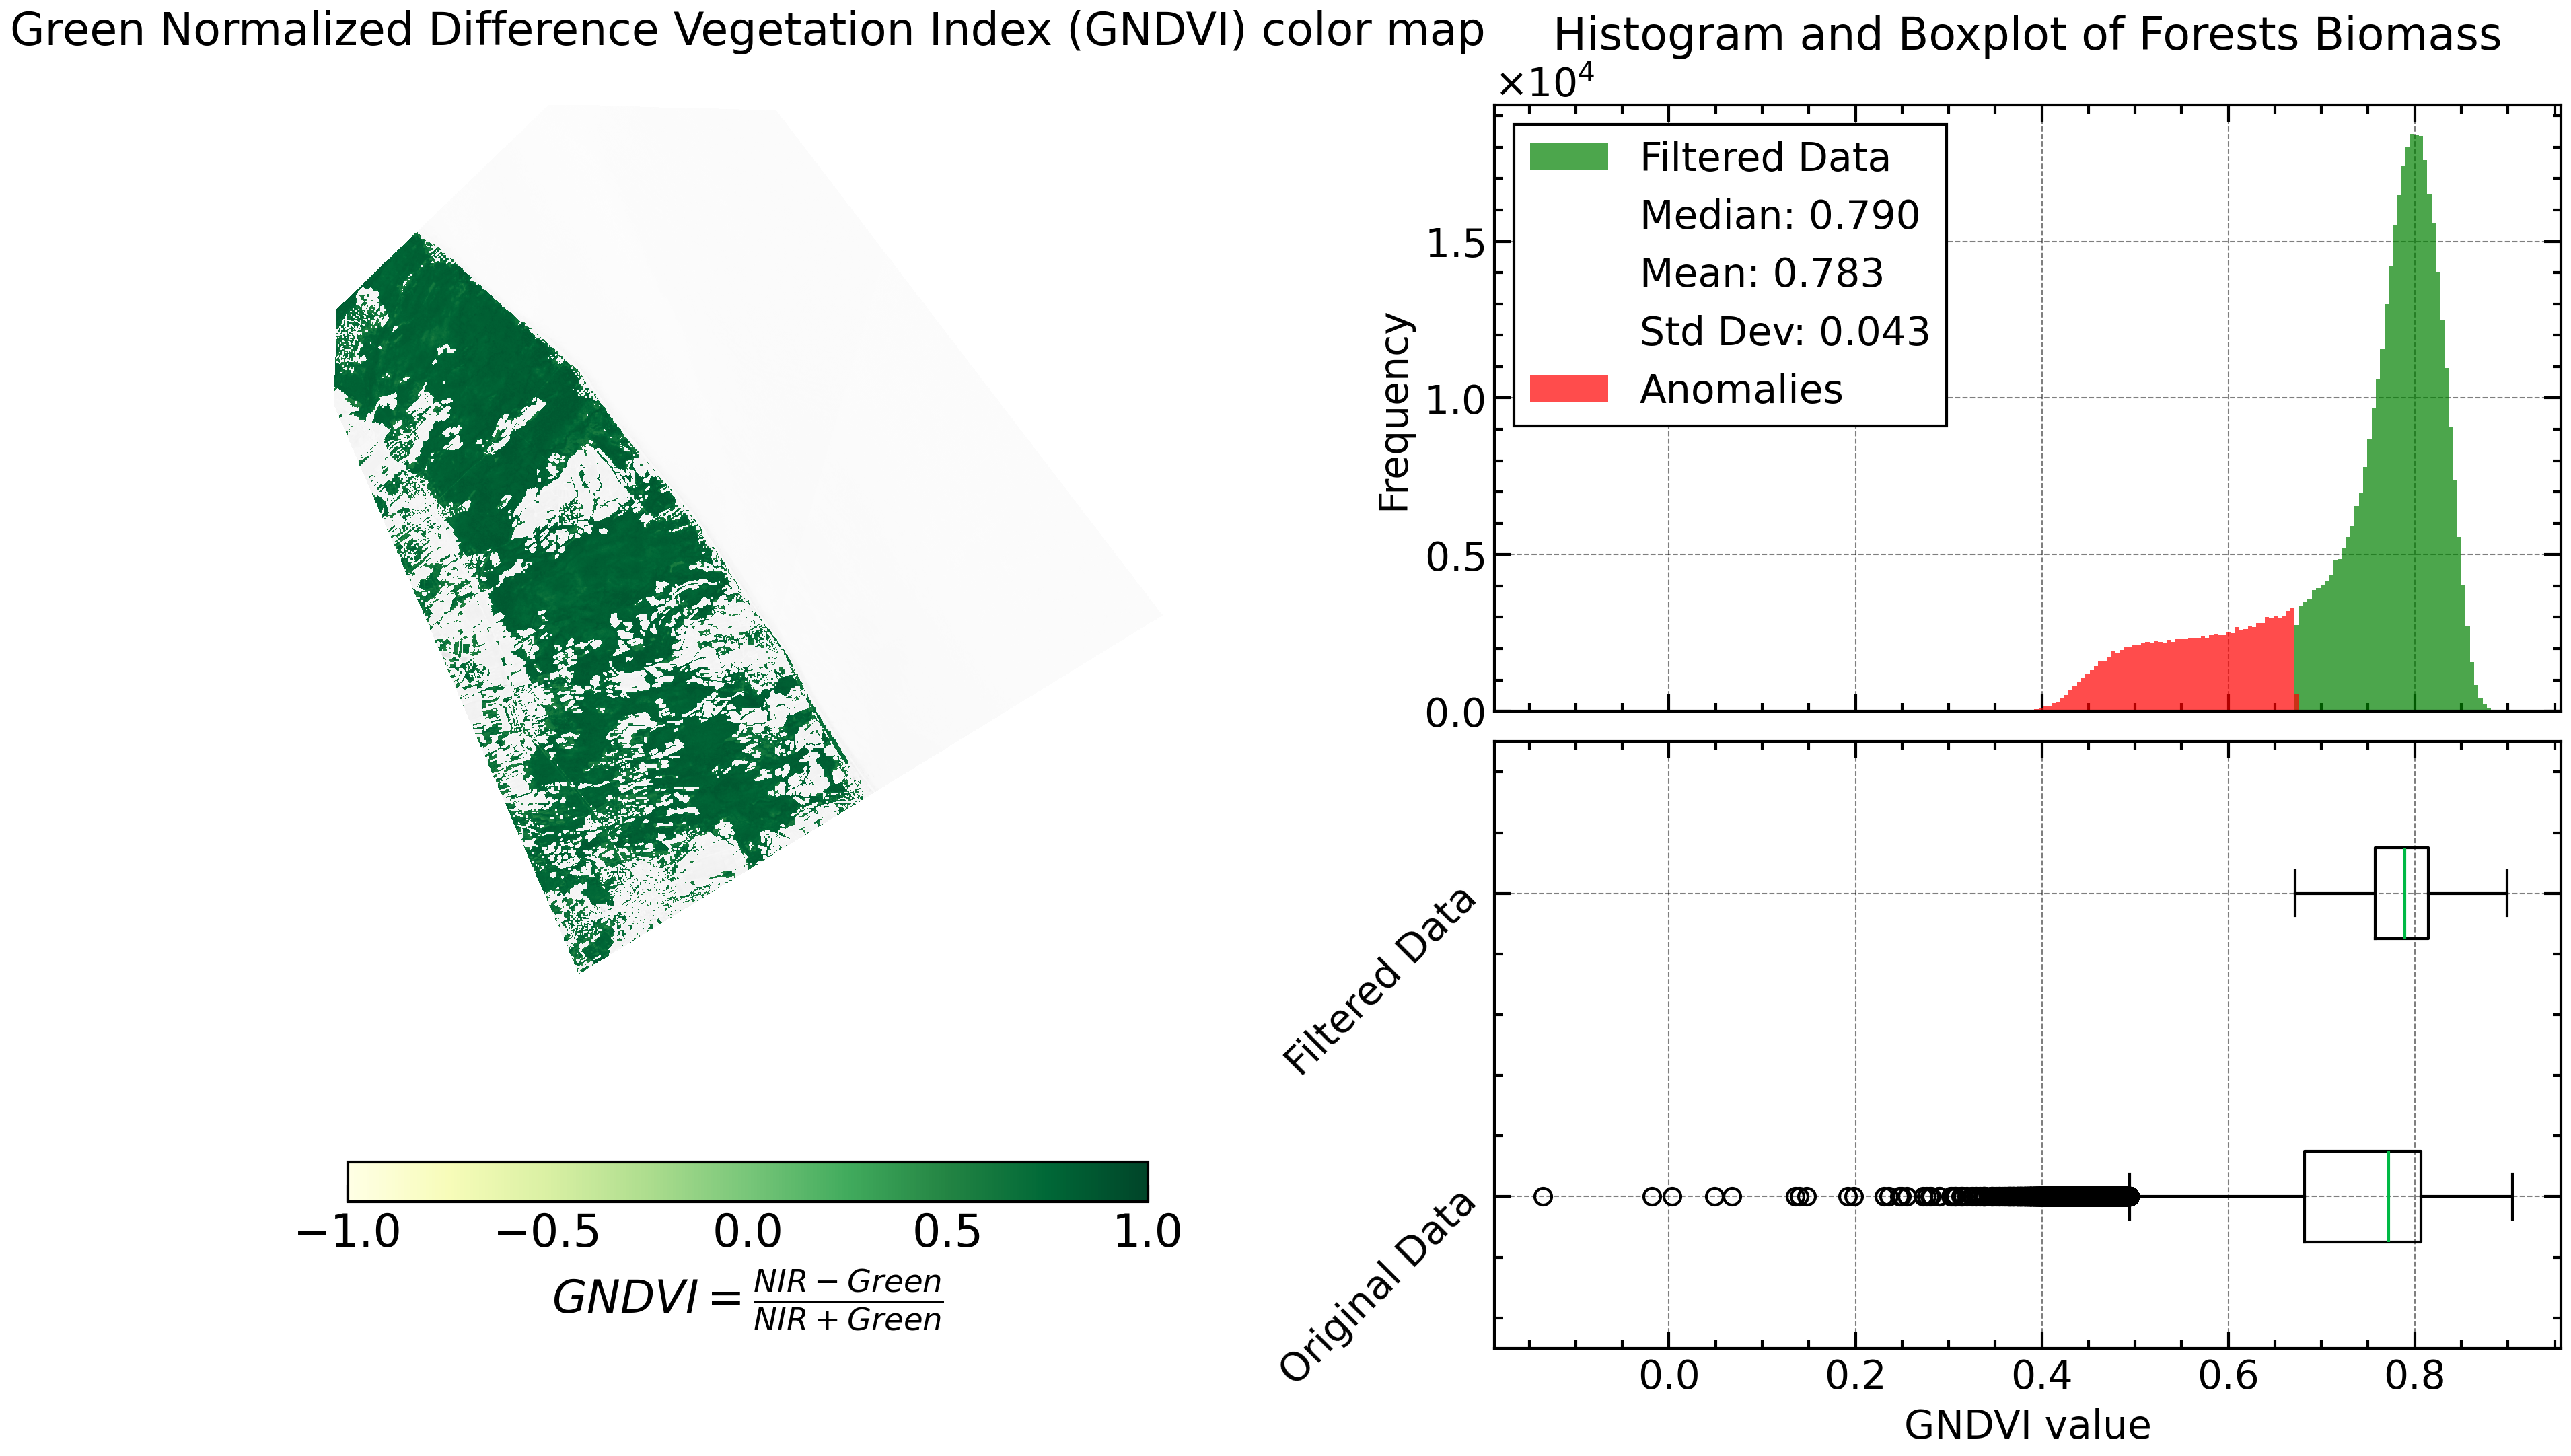 Green Normalized Difference Vegetation Index (GNDVI) color map
−1.0 −0.5 0.0 0.5 1.0
GNDVI = \frac{NIR − Green}{NIR + Green}
Histogram and Boxplot of Forests Biomass
×10⁴
Filtered Data
Median: 0.790
Mean: 0.783
Std Dev: 0.043
Anomalies
Frequency
1.5
1.0
0.5
0.0
Filtered Data
Original Data
0.0 0.2 0.4 0.6 0.8
GNDVI value